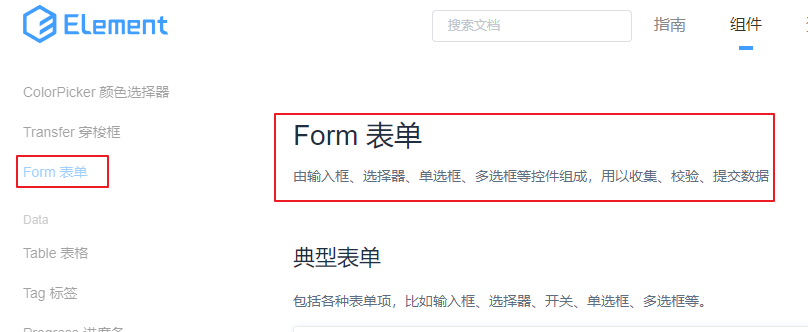 Element
搜索文档
指南
组件
ColorPicker 颜色选择器
Transfer 穿梭框
Form 表单
Data
Table 表格
Tag 标签
Form 表单
由输入框、选择器、单选框、多选框等控件组成，用以收集、校验、提交数据
典型表单
包括各种表单项，比如输入框、选择器、开关、单选框、多选框等。